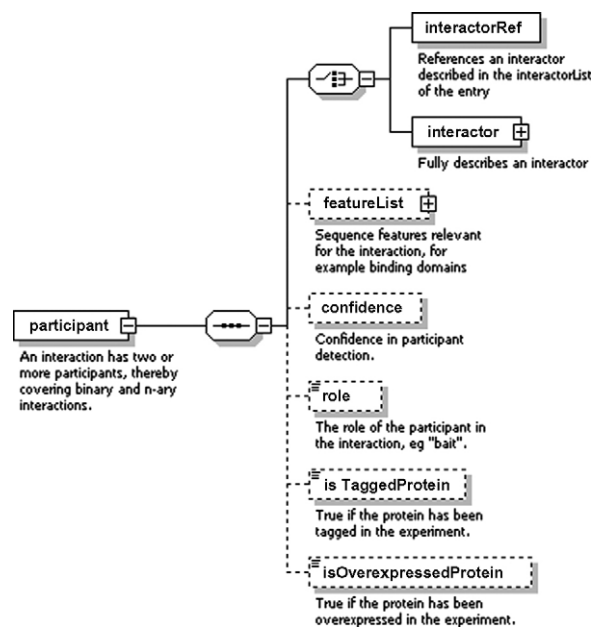 interactorRef
References an interactor
described in the interactorList
of the entry
interactor
Fully describes an interactor
featureList
Sequence features relevant
for the interaction, for
example binding domains
participant
An interaction has two or
more participants, thereby
covering binary and n-ary
interactions.
confidence
Confidence in participant
detection.
role
The role of the participant in
the interaction, eg "bait".
is TaggedProtein
True if the protein has been
tagged in the experiment.
isOverexpressedProtein
True if the protein has been
overexpressed in the experiment.